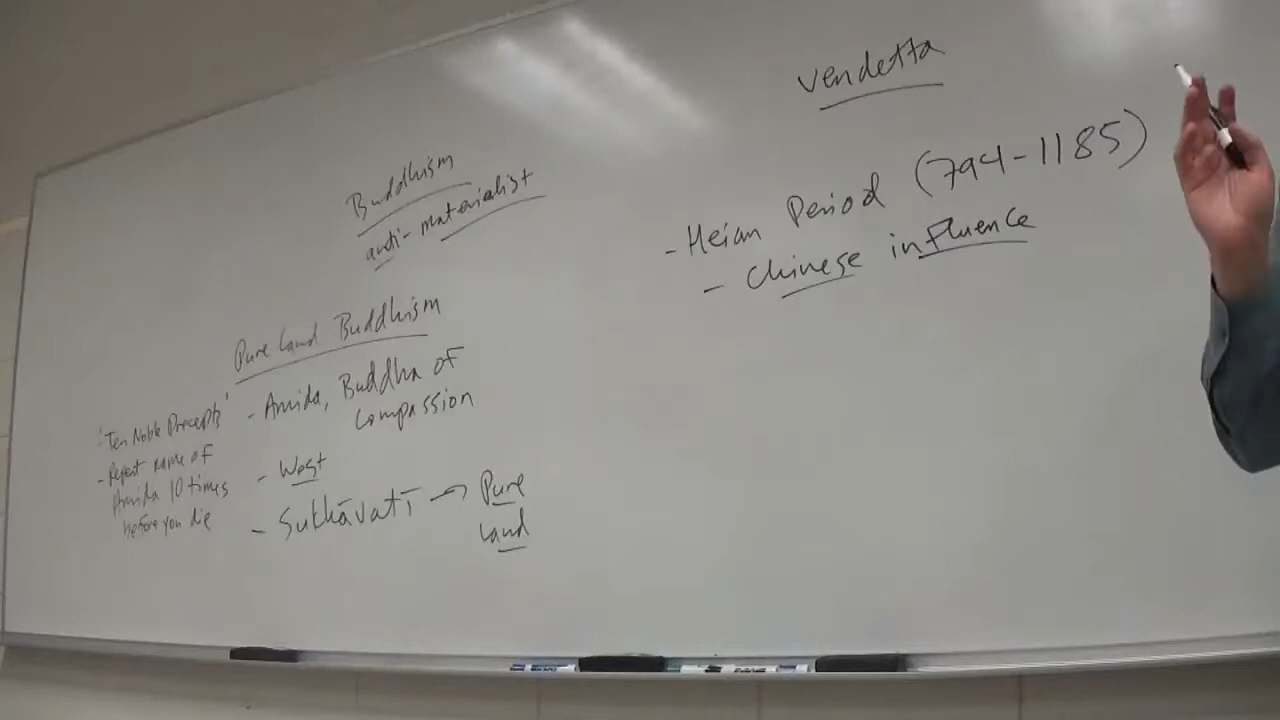 Buddhism
anti-materialist
Pure Land Buddhism
- Amida, Buddha of
compassion
- West
- Sukhāvatī → Pure
Land
"Ten Noble Precepts"
- Repeat name of
Amida 10 times
before you die
Vendetta
- Heian Period (794-1185)
- Chinese influence